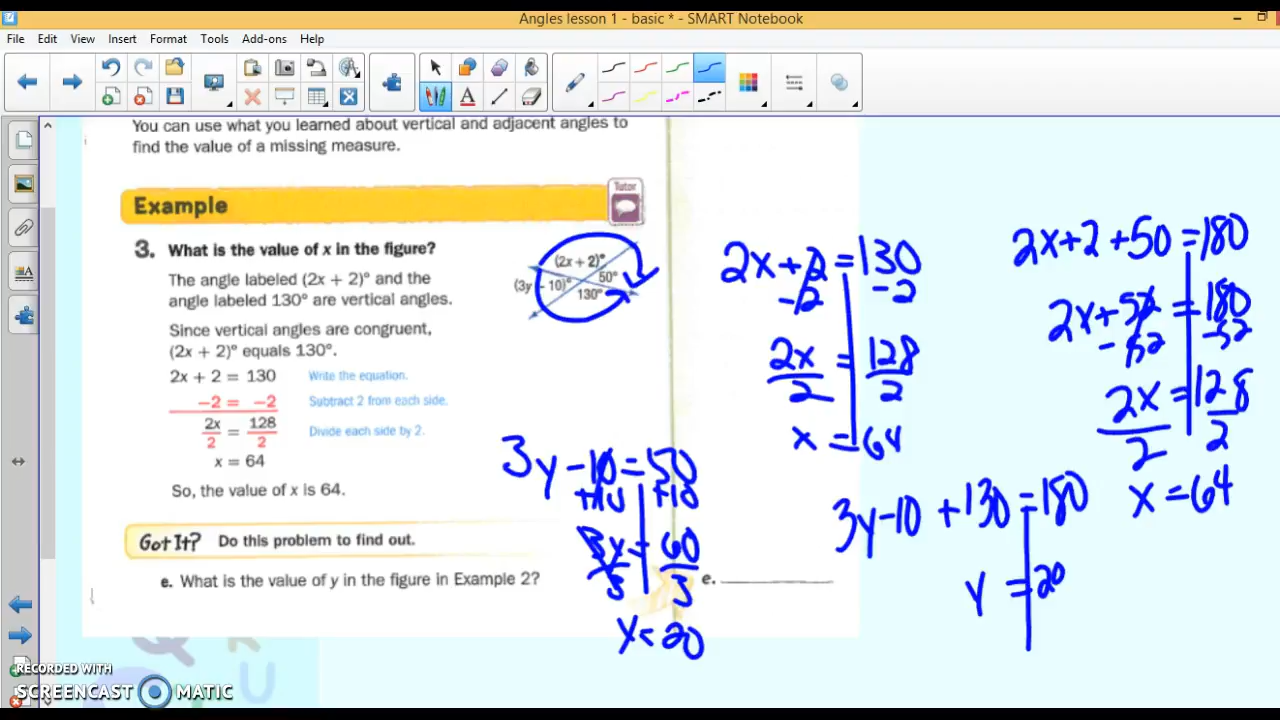 Angles lesson 1 - basic * - SMART Notebook
File Edit View Insert Format Tools Add-ons Help
You can use what you learned about vertical and adjacent angles to
find the value of a missing measure.
Example
Tutor
3. What is the value of x in the figure?
The angle labeled (2x + 2)° and the
angle labeled 130° are vertical angles.
Since vertical angles are congruent,
(2x + 2)° equals 130°.
2x + 2 = 130 Write the equation.
-2 = -2 Subtract 2 from each side.
2x/2 = 128/2 Divide each side by 2.
x = 64
So, the value of x is 64.
(2x + 2)°
50°
(3y - 10)°
130°
Got It? Do this problem to find out.
e. What is the value of y in the figure in Example 2?
e.
3y - 10 = 50
+10 +10
3y/3 = 60/3
y = 20
2x + 2 = 130
-2 -2
2x/2 = 128/2
x = 64
2x + 2 + 50 = 180
2x + 52 = 180
-52 -52
2x/2 = 128/2
x = 64
3y - 10 + 130 = 180
y = 20
RECORDED WITH
SCREENCAST MATIC